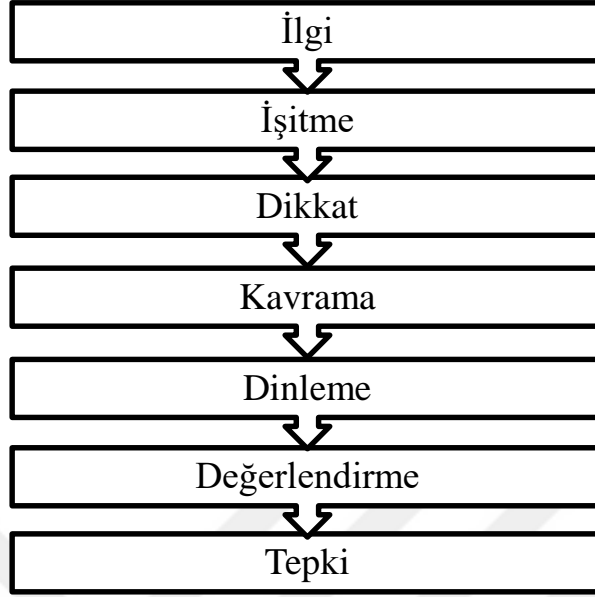 İlgi
İşitme
Dikkat
Kavrama
Dinleme
Değerlendirme
Tepki